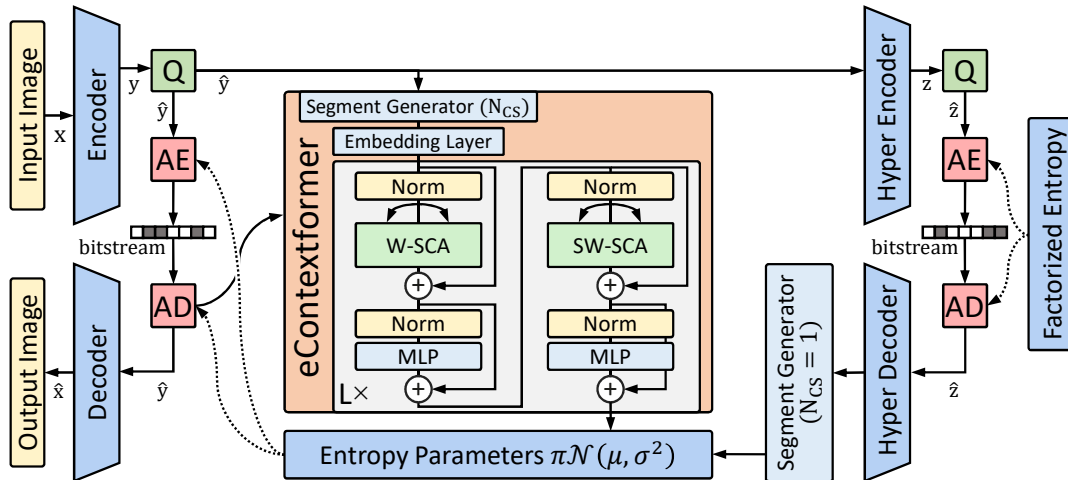 Input Image
x
Encoder
y
Q
ŷ
ŷ
AE
bitstream
AD
ŷ
Decoder
x̂
Output Image
eContextformer
Segment Generator (N_CS)
Embedding Layer
Norm
W-SCA
+
Norm
MLP
+
L×
Norm
SW-SCA
+
Norm
MLP
+
Entropy Parameters π𝒩(μ, σ²)
Segment Generator
(N_CS = 1)
Hyper Encoder
z
Q
ẑ
AE
bitstream
AD
ẑ
Hyper Decoder
Factorized Entropy